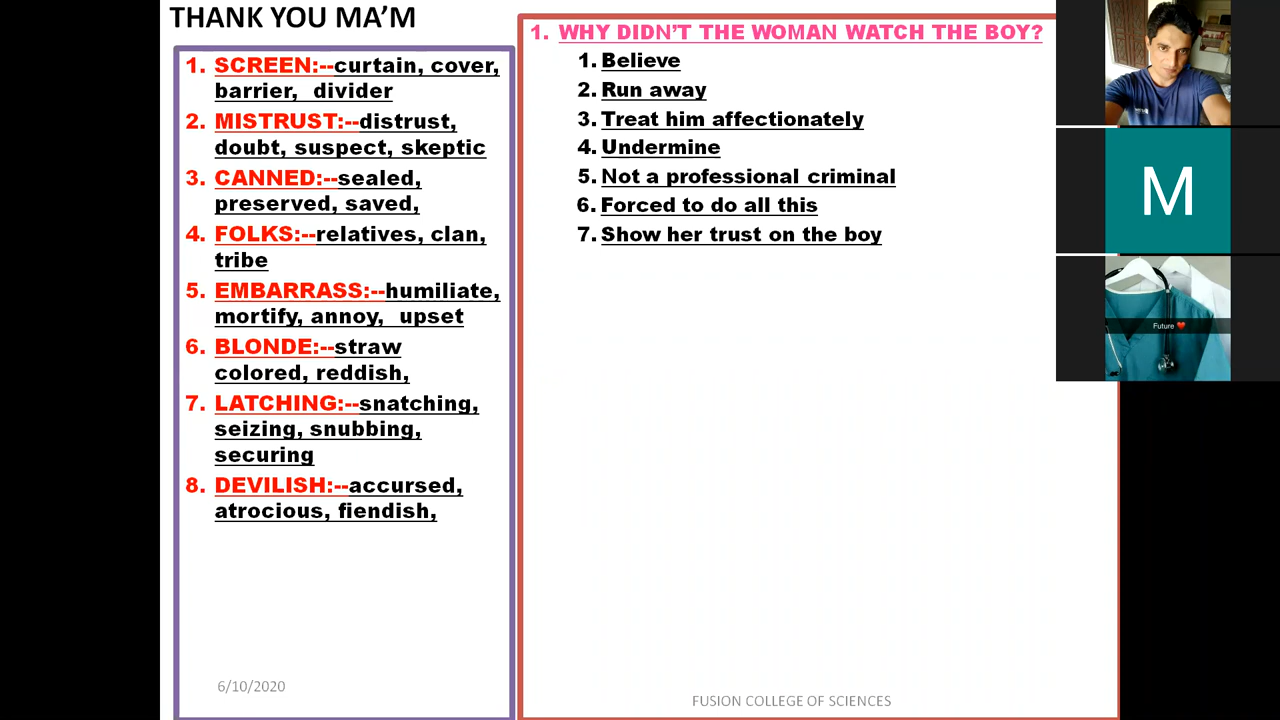 THANK YOU MA’M
1. SCREEN:--curtain, cover,
barrier, divider
2. MISTRUST:--distrust,
doubt, suspect, skeptic
3. CANNED:--sealed,
preserved, saved,
4. FOLKS:--relatives, clan,
tribe
5. EMBARRASS:--humiliate,
mortify, annoy, upset
6. BLONDE:--straw
colored, reddish,
7. LATCHING:--snatching,
seizing, snubbing,
securing
8. DEVILISH:--accursed,
atrocious, fiendish,
6/10/2020
1. WHY DIDN’T THE WOMAN WATCH THE BOY?
1. Believe
2. Run away
3. Treat him affectionately
4. Undermine
5. Not a professional criminal
6. Forced to do all this
7. Show her trust on the boy
FUSION COLLEGE OF SCIENCES
M
Future ❤️